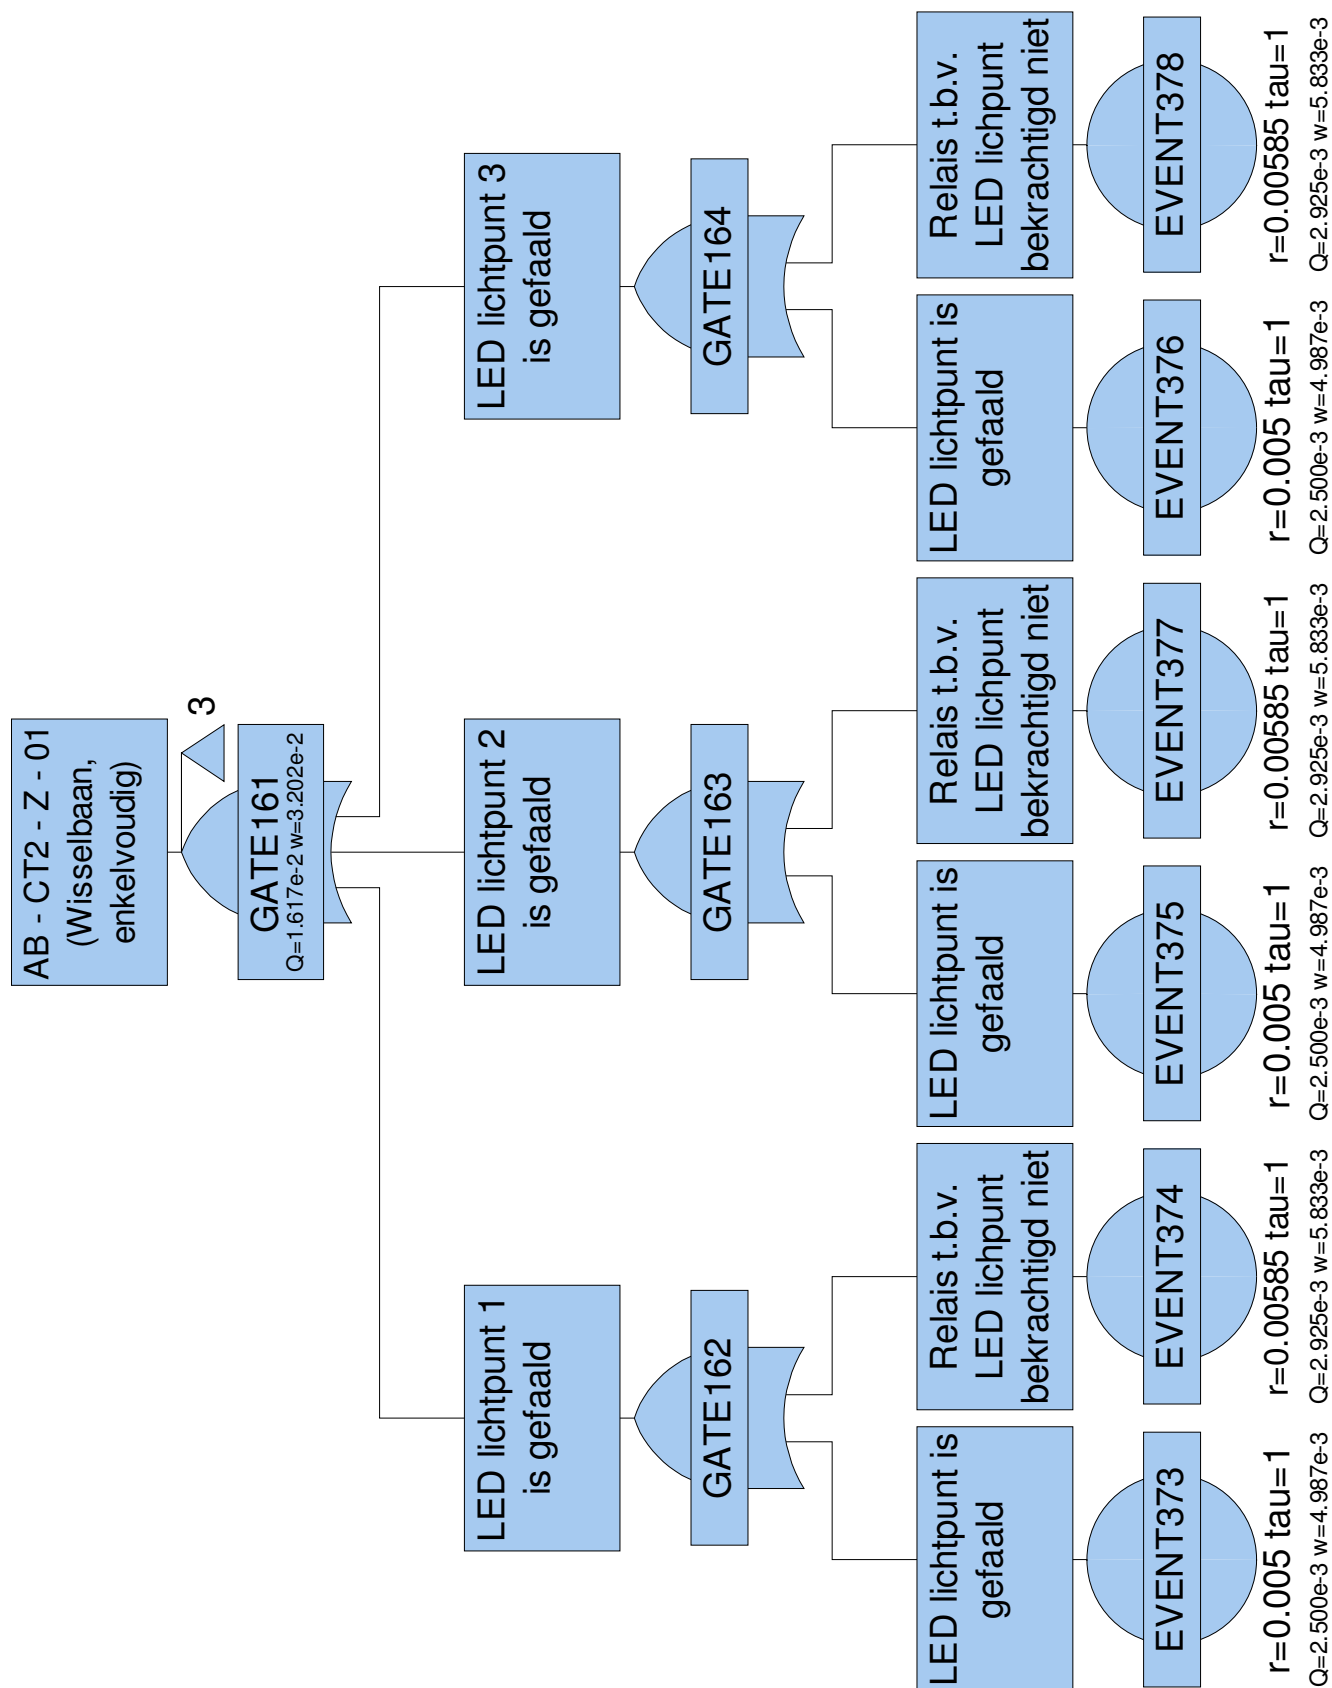 AB - CT2 - Z - 01
(Wisselbaan,
enkelvoudig)
3
GATE161
Q=1.617e-2 w=3.202e-2
LED lichtpunt 1
is gefaald
LED lichtpunt 2
is gefaald
LED lichtpunt 3
is gefaald
GATE162
GATE163
GATE164
LED lichtpunt is
gefaald
Relais t.b.v.
LED lichpunt
bekrachtigd niet
LED lichtpunt is
gefaald
Relais t.b.v.
LED lichpunt
bekrachtigd niet
LED lichtpunt is
gefaald
Relais t.b.v.
LED lichpunt
bekrachtigd niet
EVENT373
EVENT374
EVENT375
EVENT377
EVENT376
EVENT378
r=0.005 tau=1
r=0.00585 tau=1
r=0.005 tau=1
r=0.00585 tau=1
r=0.005 tau=1
r=0.00585 tau=1
Q=2.500e-3 w=4.987e-3
Q=2.925e-3 w=5.833e-3
Q=2.500e-3 w=4.987e-3
Q=2.925e-3 w=5.833e-3
Q=2.500e-3 w=4.987e-3
Q=2.925e-3 w=5.833e-3